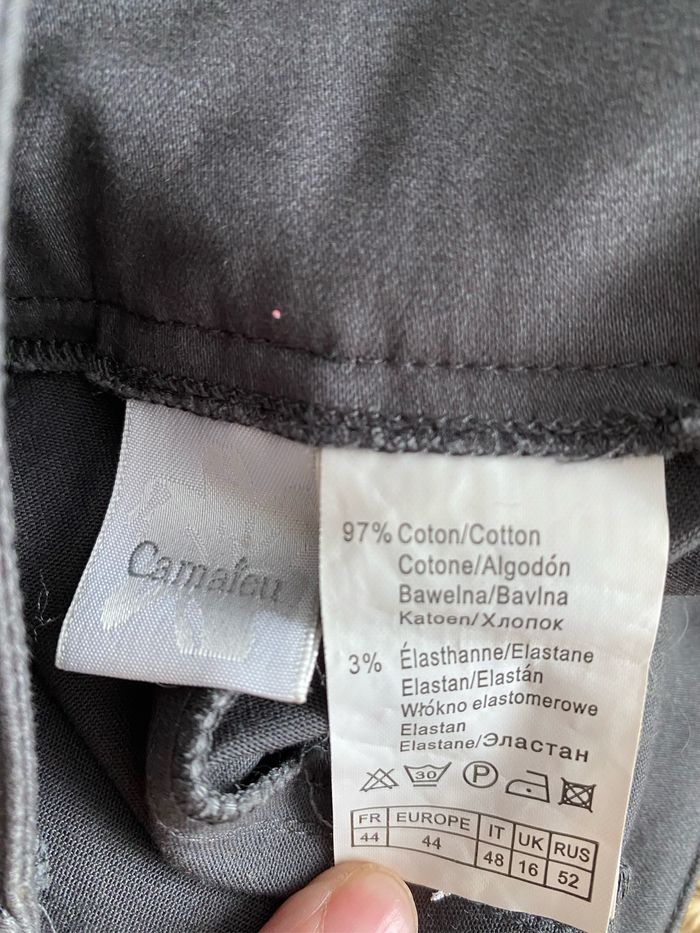 Camaïeu
97% Coton/Cotton
Cotone/Algodón
Bawelna/Bavlna
Katoen/Хлопок
3% Élasthanne/Elastane
Elastan/Elastán
Włókno elastomerowe
Elastan
Elastane/Эластан
30 P
FR EUROPE IT UK RUS
44 44 48 16 52